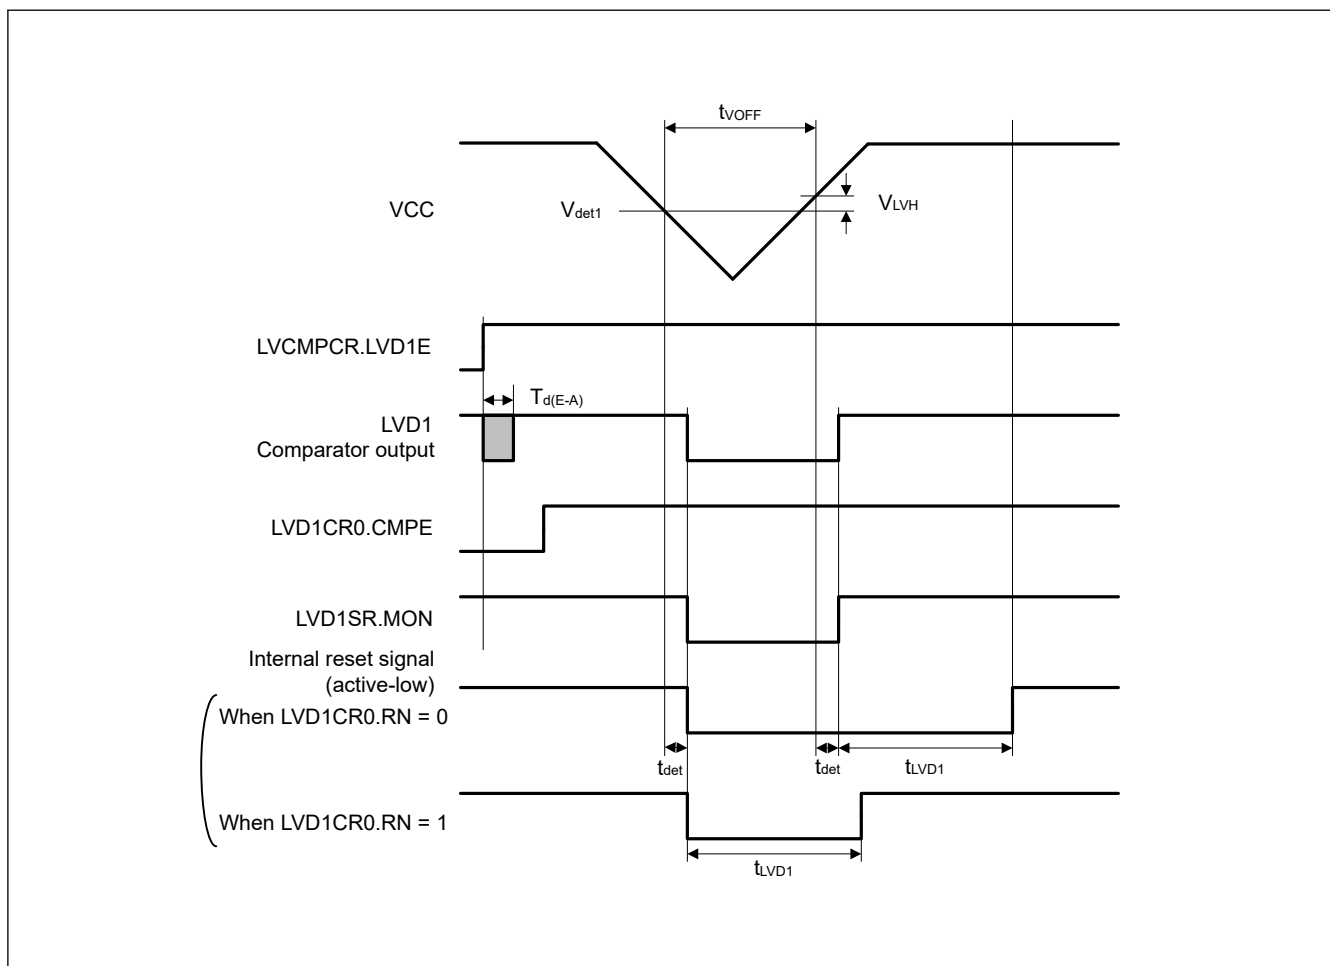 tVOFF
VCC
Vdet1
VLVH
LVCMPCR.LVD1E
Td(E-A)
LVD1
Comparator output
LVD1CR0.CMPE
LVD1SR.MON
Internal reset signal
(active-low)
When LVD1CR0.RN = 0
tdet
tdet
tLVD1
When LVD1CR0.RN = 1
tLVD1